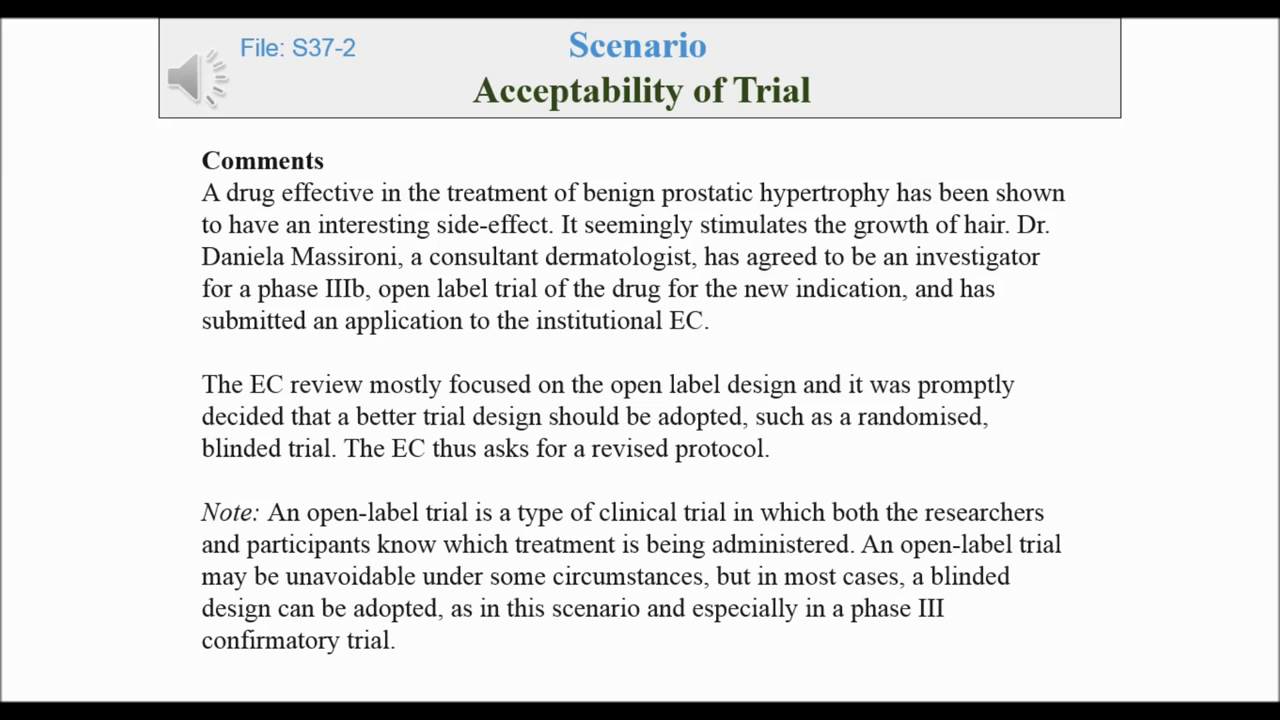 File: S37-2
Scenario
Acceptability of Trial
Comments
A drug effective in the treatment of benign prostatic hypertrophy has been shown
to have an interesting side-effect. It seemingly stimulates the growth of hair. Dr.
Daniela Massironi, a consultant dermatologist, has agreed to be an investigator
for a phase IIIb, open label trial of the drug for the new indication, and has
submitted an application to the institutional EC.
The EC review mostly focused on the open label design and it was promptly
decided that a better trial design should be adopted, such as a randomised,
blinded trial. The EC thus asks for a revised protocol.
Note: An open-label trial is a type of clinical trial in which both the researchers
and participants know which treatment is being administered. An open-label trial
may be unavoidable under some circumstances, but in most cases, a blinded
design can be adopted, as in this scenario and especially in a phase III
confirmatory trial.